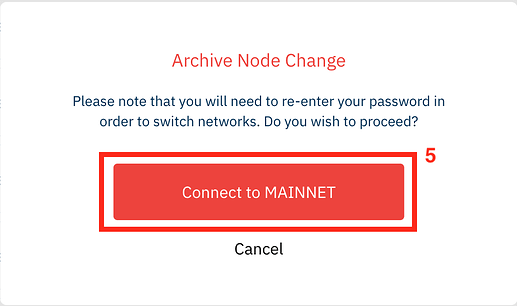 Archive Node Change
Please note that you will need to re-enter your password in
order to switch networks. Do you wish to proceed?
5
Connect to MAINNET
Cancel